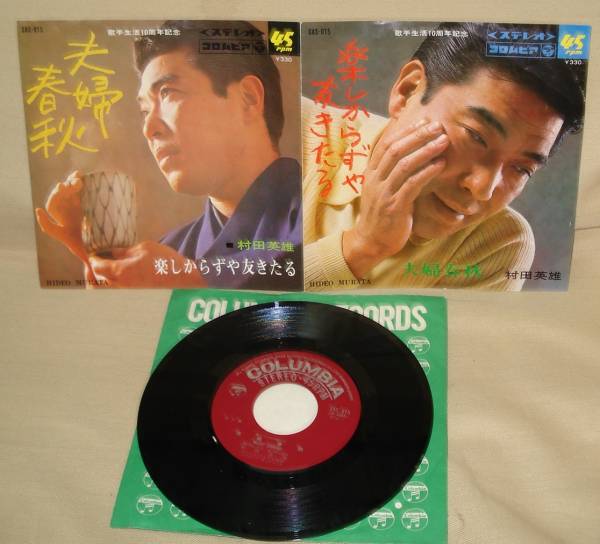 SAS-815
歌手生活10周年記念
<ステレオ>
コロムビア
45
rpm
¥330
夫婦
春秋
村田英雄
楽しからずや友きたる
HIDEO MURATA
SAS-815
歌手生活10周年記念
<ステレオ>
コロムビア
45
rpm
¥330
楽しからずや
友きたる
夫婦春秋
村田英雄
HIDEO MURATA
COLUMBIA
STEREO-45RPM